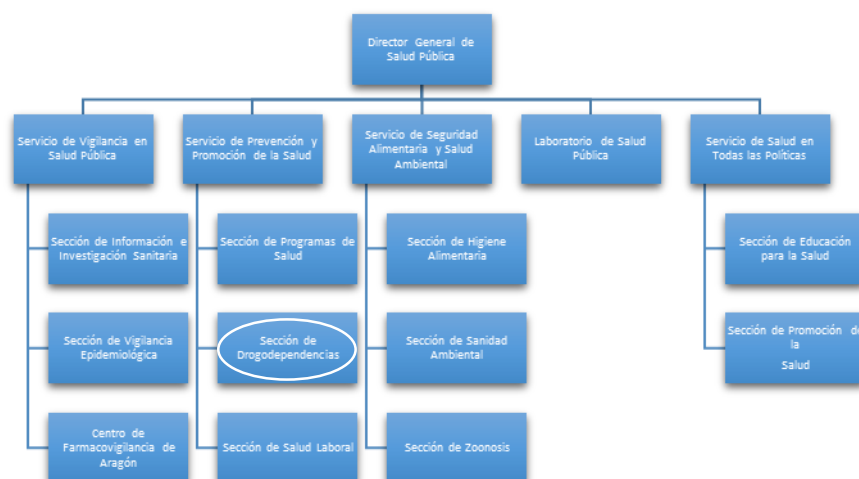 Director General de
Salud Pública
Servicio de Vigilancia en
Salud Pública
Servicio de Prevención y
Promoción de la Salud
Servicio de Seguridad
Alimentaria y Salud
Ambiental
Laboratorio de Salud
Pública
Servicio de Salud en
Todas las Políticas
Sección de Información e
Investigación Sanitaria
Sección de Programas de
Salud
Sección de Higiene
Alimentaria
Sección de Educación
para la Salud
Sección de Vigilancia
Epidemiológica
Sección de
Drogodependencias
Sección de Sanidad
Ambiental
Sección de Promoción de
la
Salud
Centro de
Farmacovigilancia de
Aragón
Sección de Salud Laboral
Sección de Zoonosis